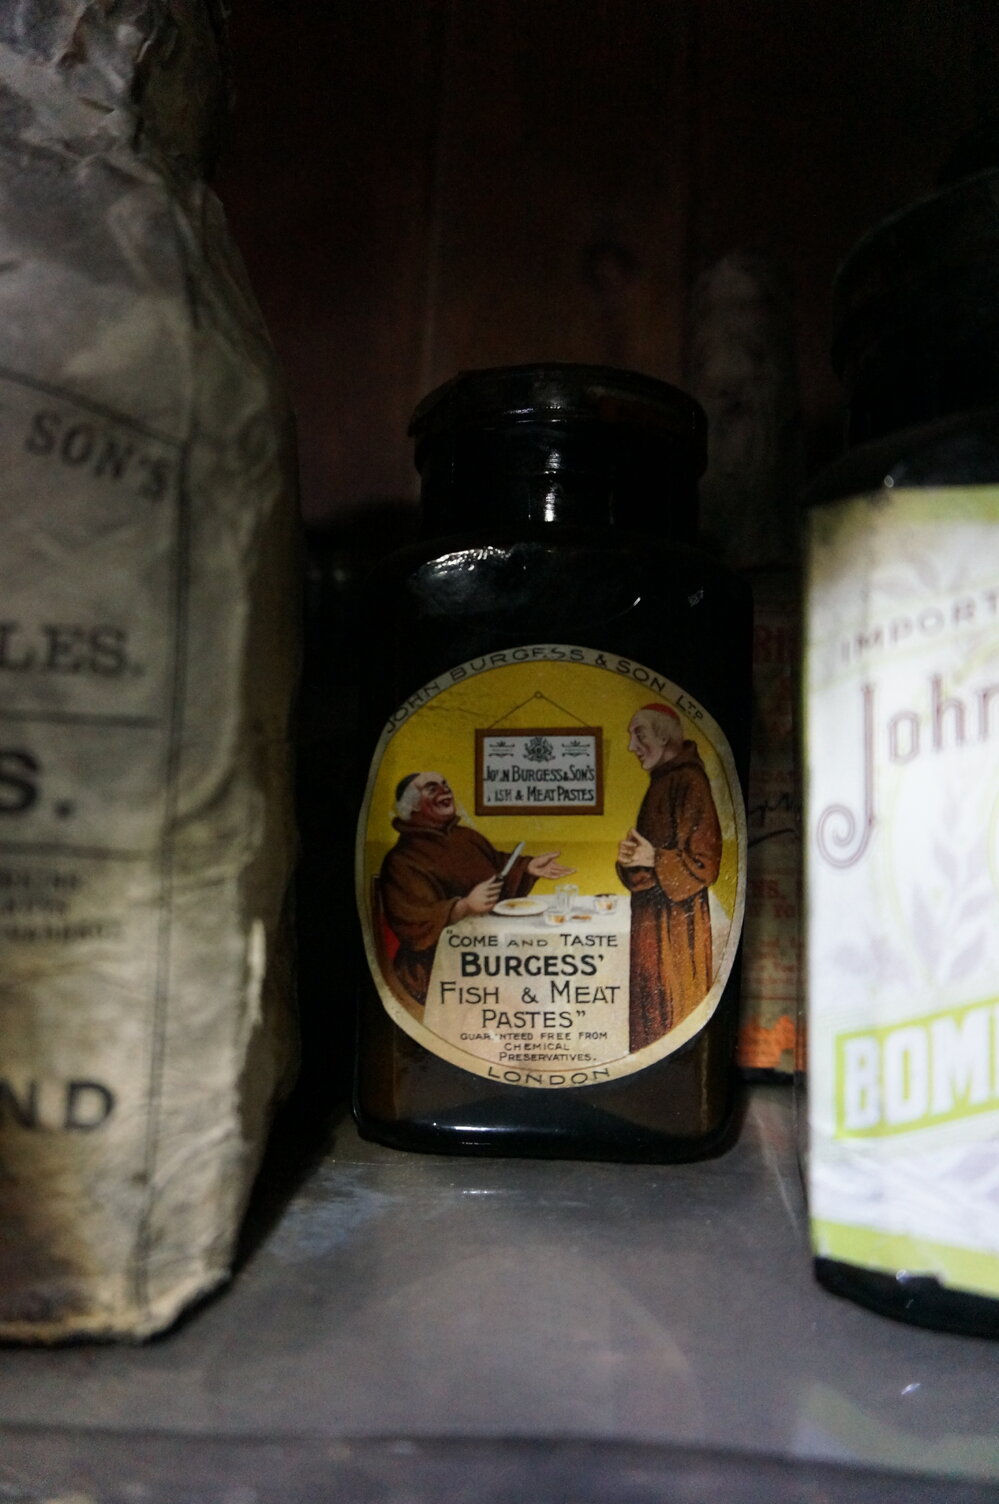 SON'S
LES.
S.
ND
JOHN BURGESS & SON LTD
JOHN BURGESS & SON'S
FISH & MEAT PASTES
"COME AND TASTE
BURGESS'
FISH & MEAT
PASTES"
GUARANTEED FREE FROM
CHEMICAL
PRESERVATIVES.
LONDON
IMPORT
John
BOM